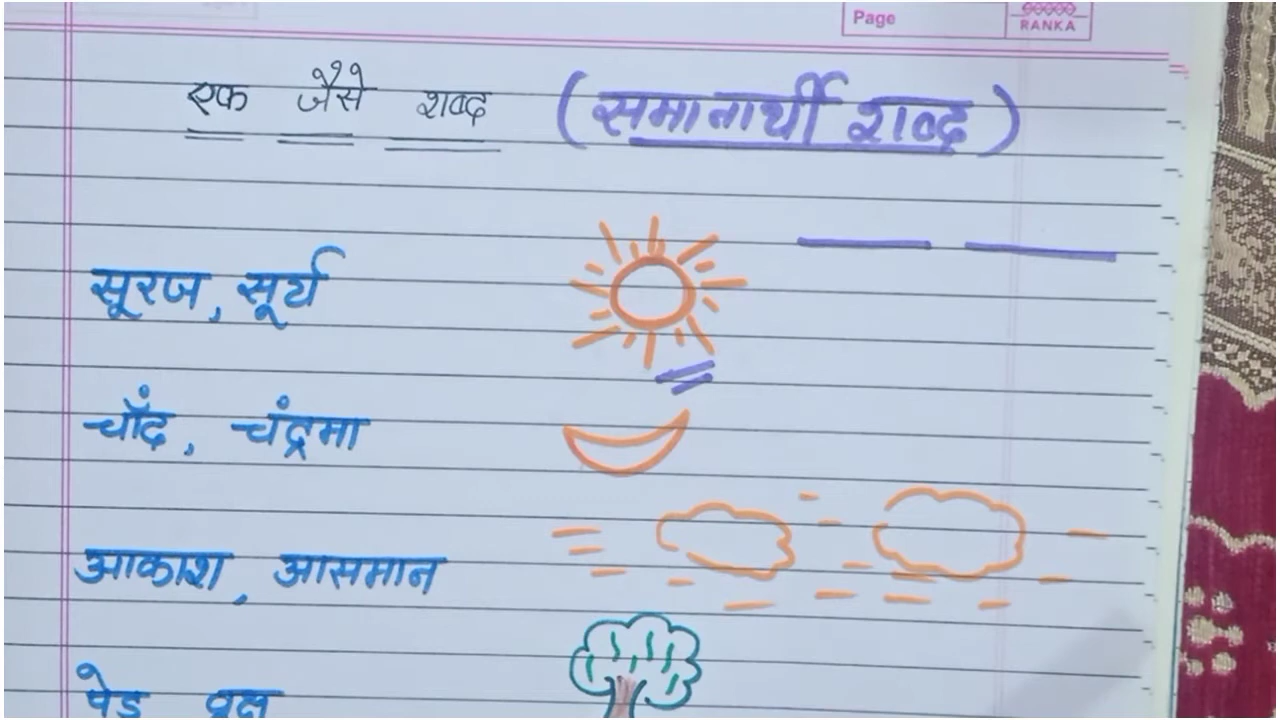 Page
RANKA
एक जैसे शब्द (समानार्थी शब्द)
सूरज, सूर्य
चाँद, चंद्रमा
आकाश, आसमान
पेड वृक्ष